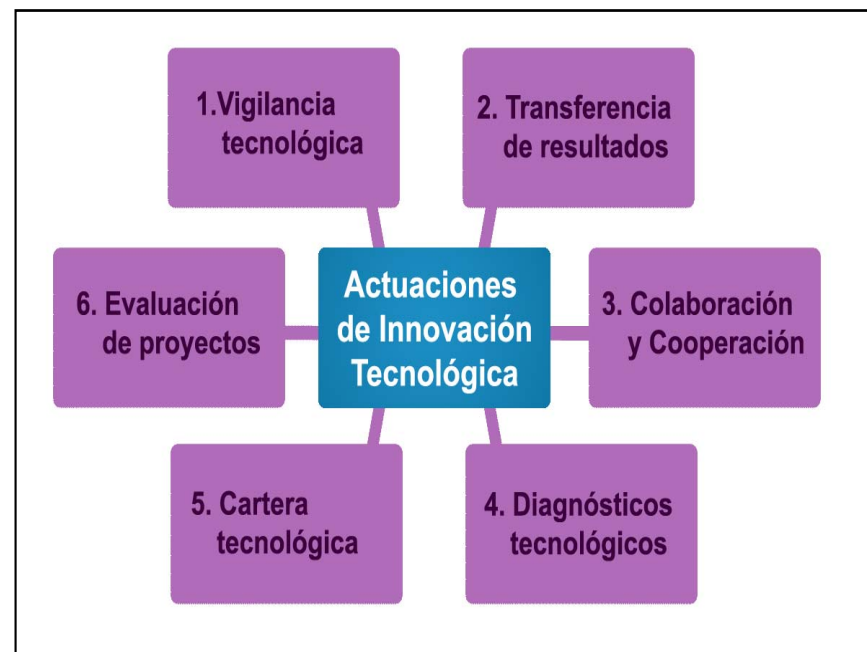 1.Vigilancia
tecnológica
2. Transferencia
de resultados
Actuaciones
de Innovación
Tecnológica
3. Colaboración
y Cooperación
4. Diagnósticos
tecnológicos
5. Cartera
tecnológica
6. Evaluación
de proyectos